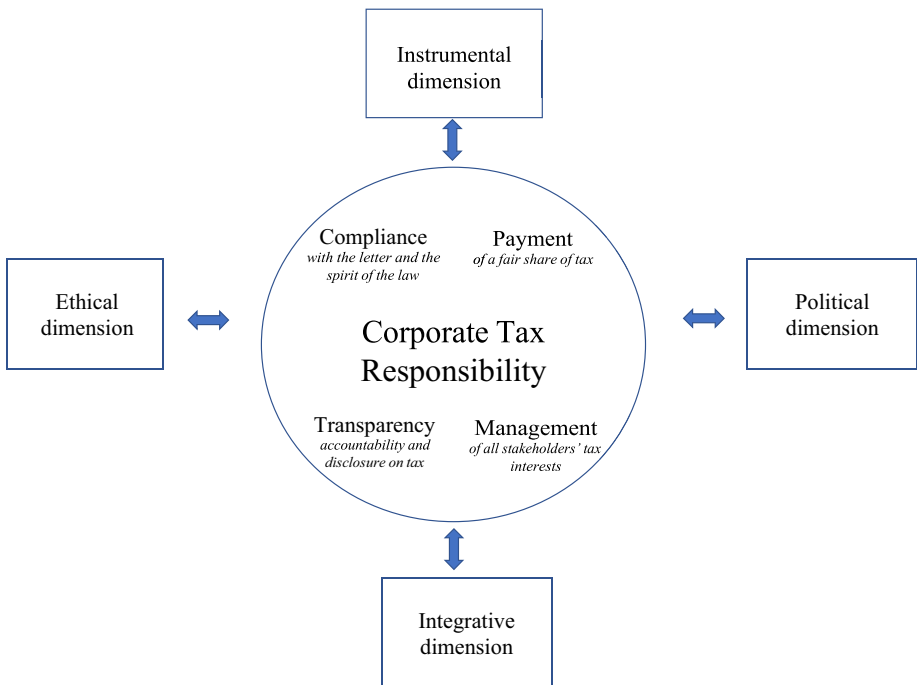 Instrumental
dimension
Compliance
with the letter and the
spirit of the law
Payment
of a fair share of tax
Ethical
dimension
Corporate Tax
Responsibility
Political
dimension
Transparency
accountability and
disclosure on tax
Management
of all stakeholders’ tax
interests
Integrative
dimension